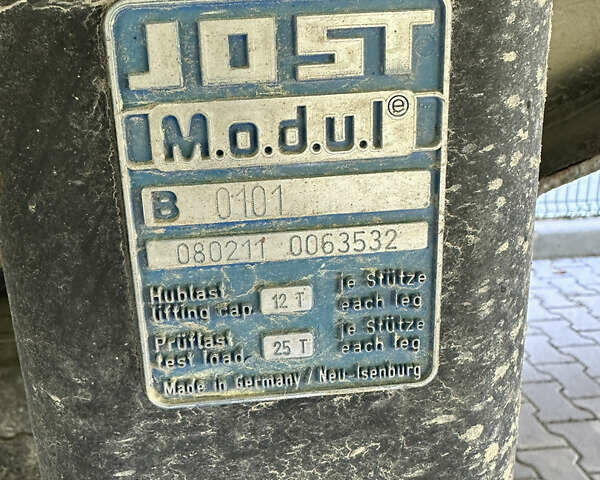 JOST
M.o.d.u.l e
B 0101
080211 0063532
Hublast 12 T je Stütze
lifting cap. each leg
Prüflast 25 T je Stütze
test load each leg
Made in Germany / Neu-Isenburg